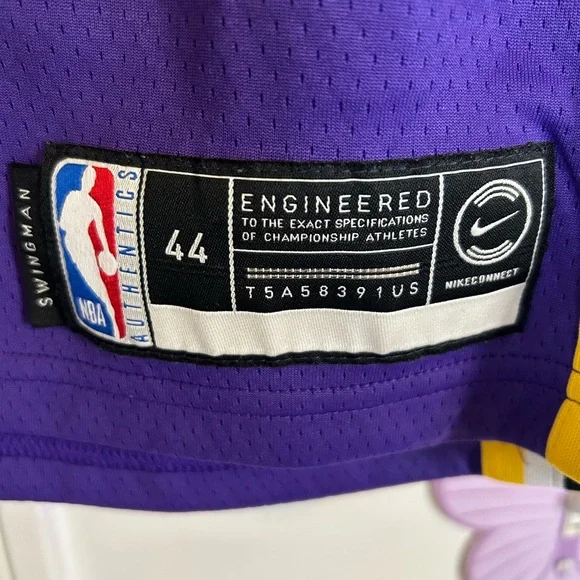 SWINGMAN
NBA
AUTHENTICS
44
ENGINEERED
TO THE EXACT SPECIFICATIONS
OF CHAMPIONSHIP ATHLETES
T5A58391US
NIKECONNECT